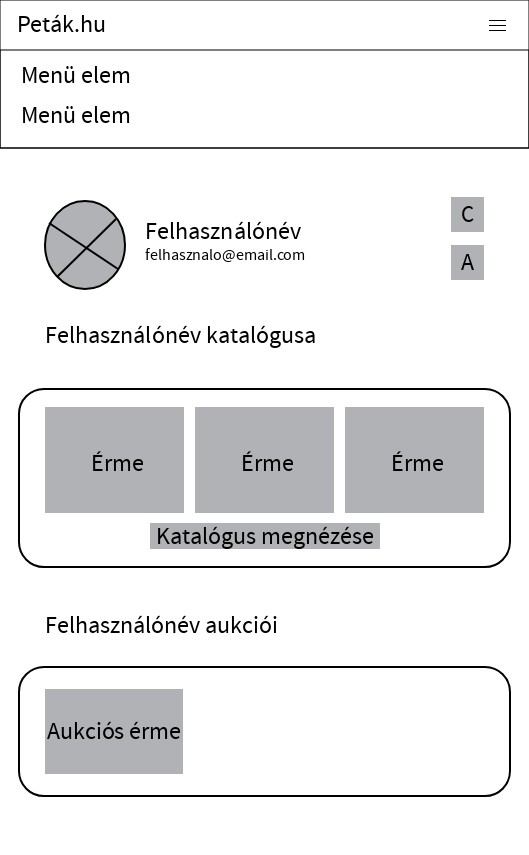 Peták.hu
Menü elem
Menü elem
Felhasználónév
felhasznalo@email.com
C
A
Felhasználónév katalógusa
Érme Érme Érme
Katalógus megnézése
Felhasználónév aukciói
Aukciós érme